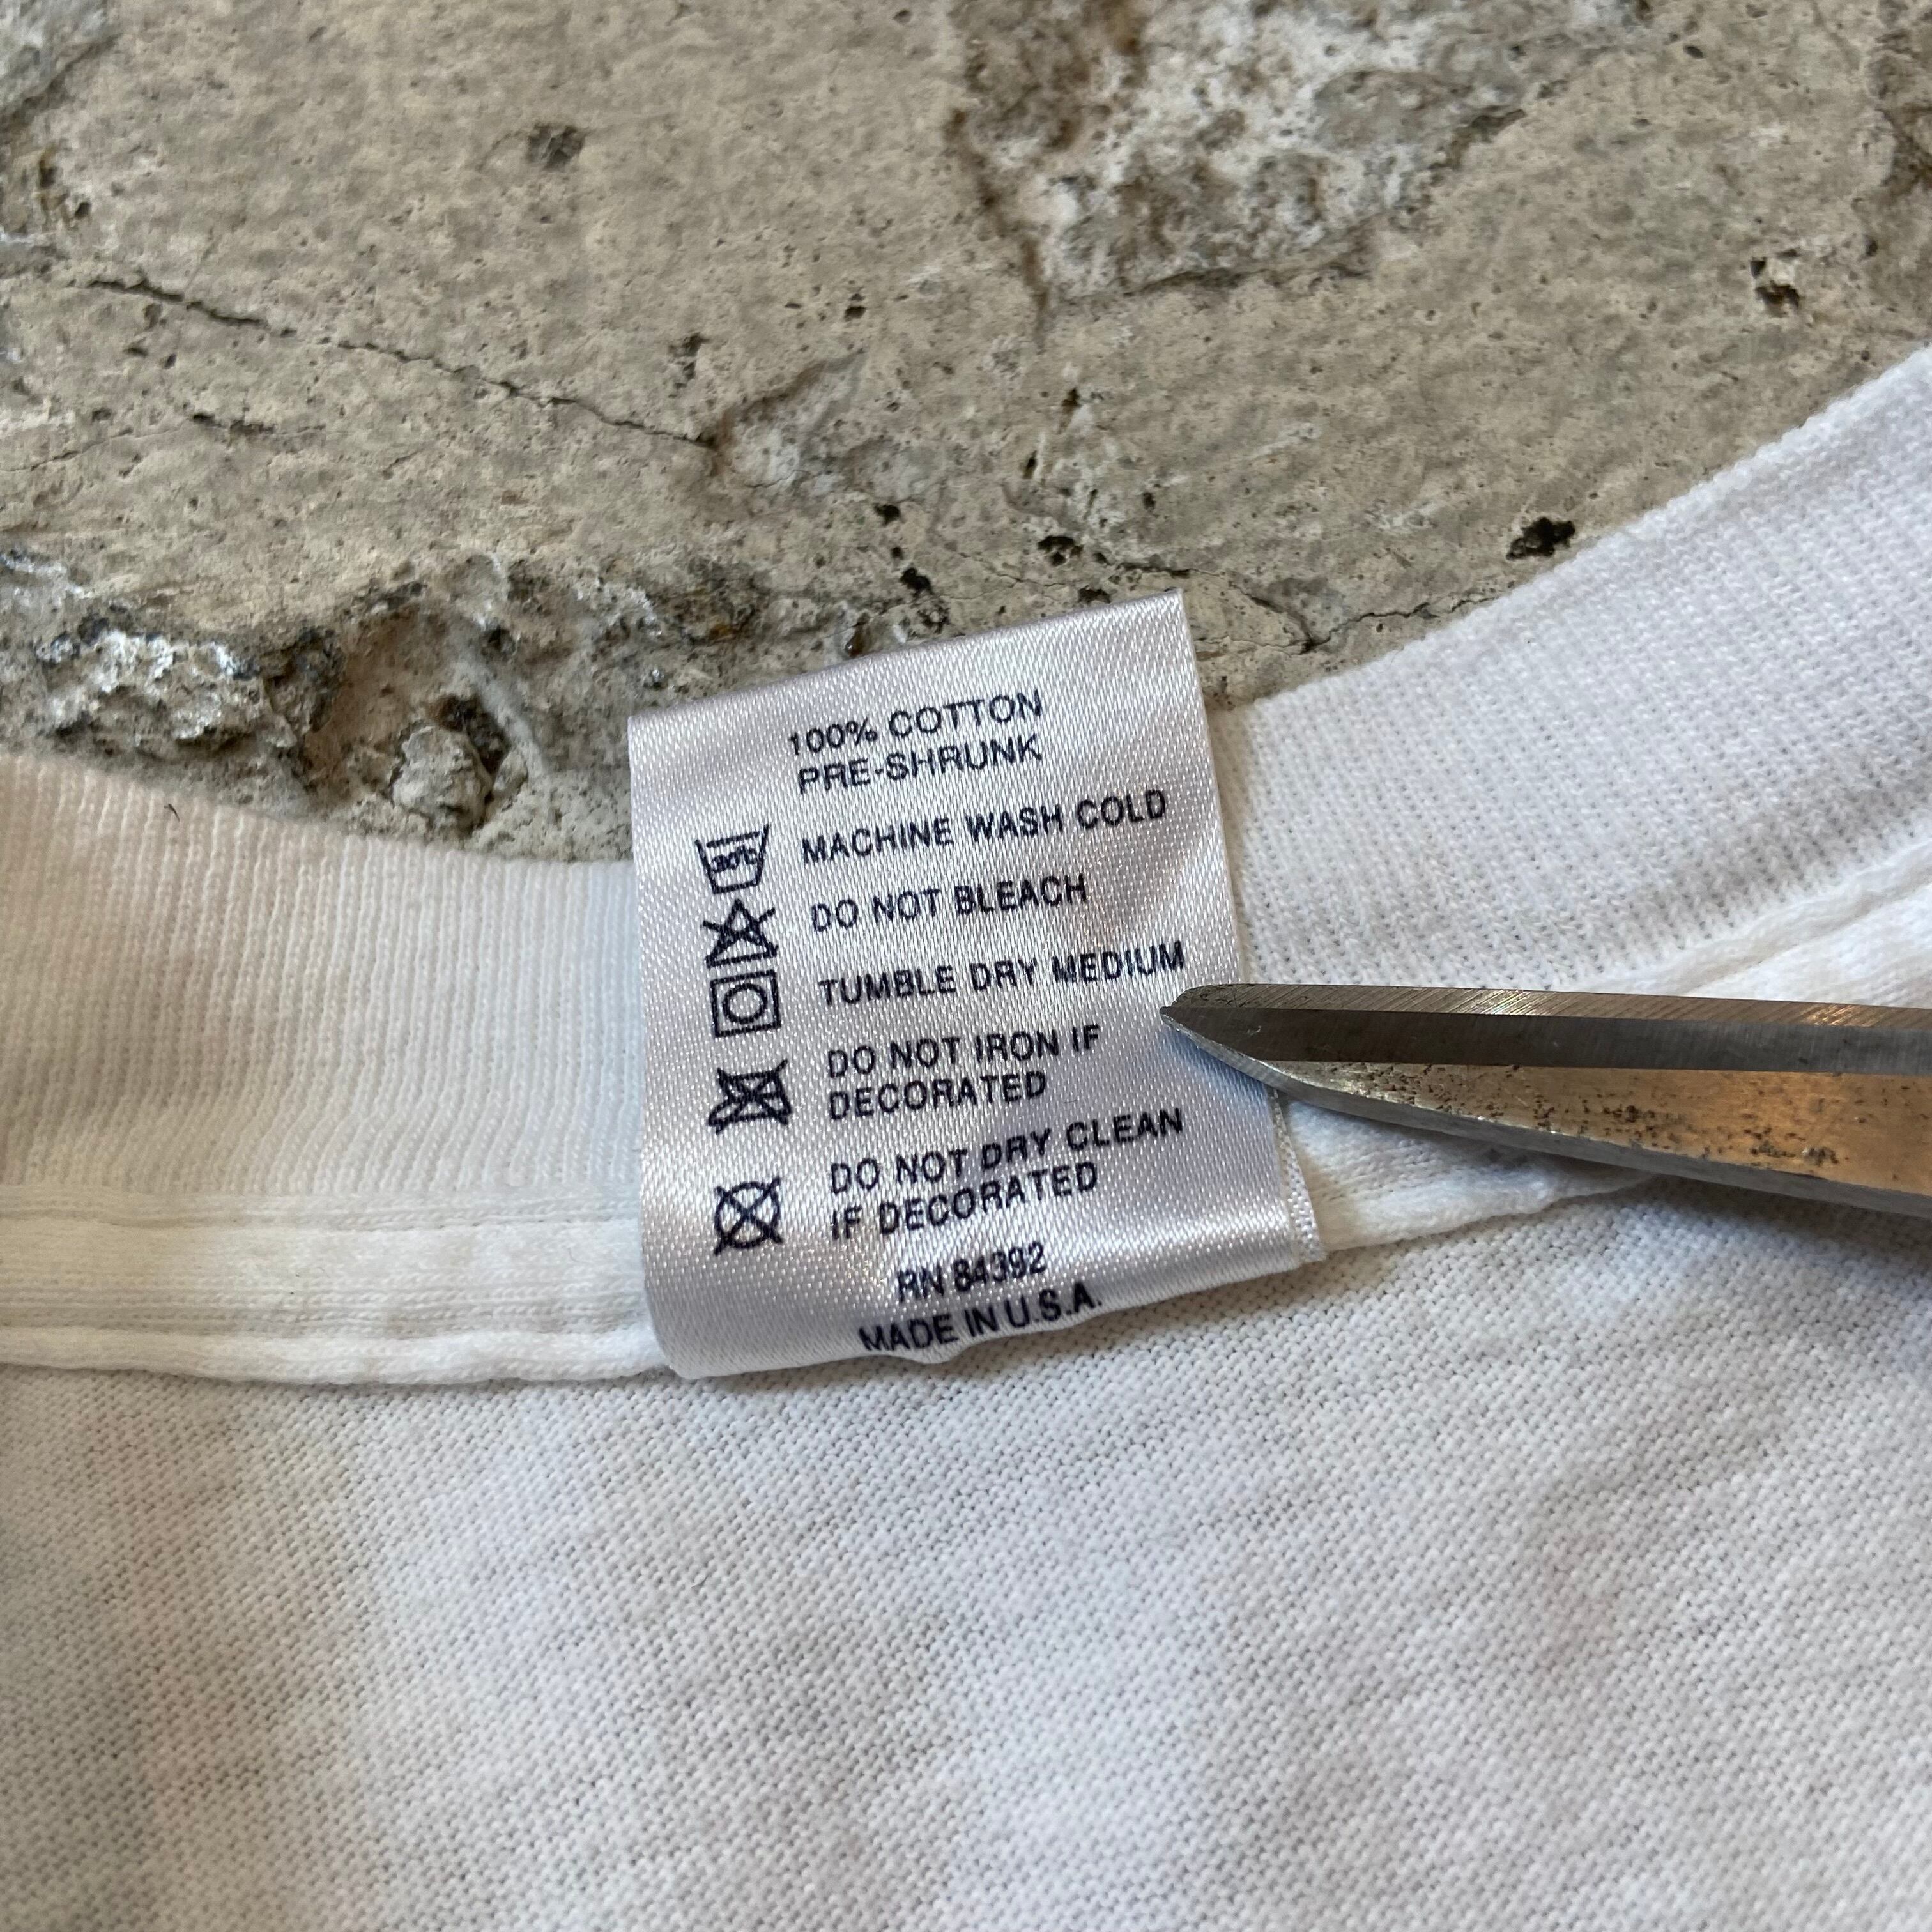 100% COTTON
PRE-SHRUNK
30°C MACHINE WASH COLD
DO NOT BLEACH
TUMBLE DRY MEDIUM
DO NOT IRON IF
DECORATED
DO NOT DRY CLEAN
IF DECORATED
RN 84392
MADE IN U.S.A.